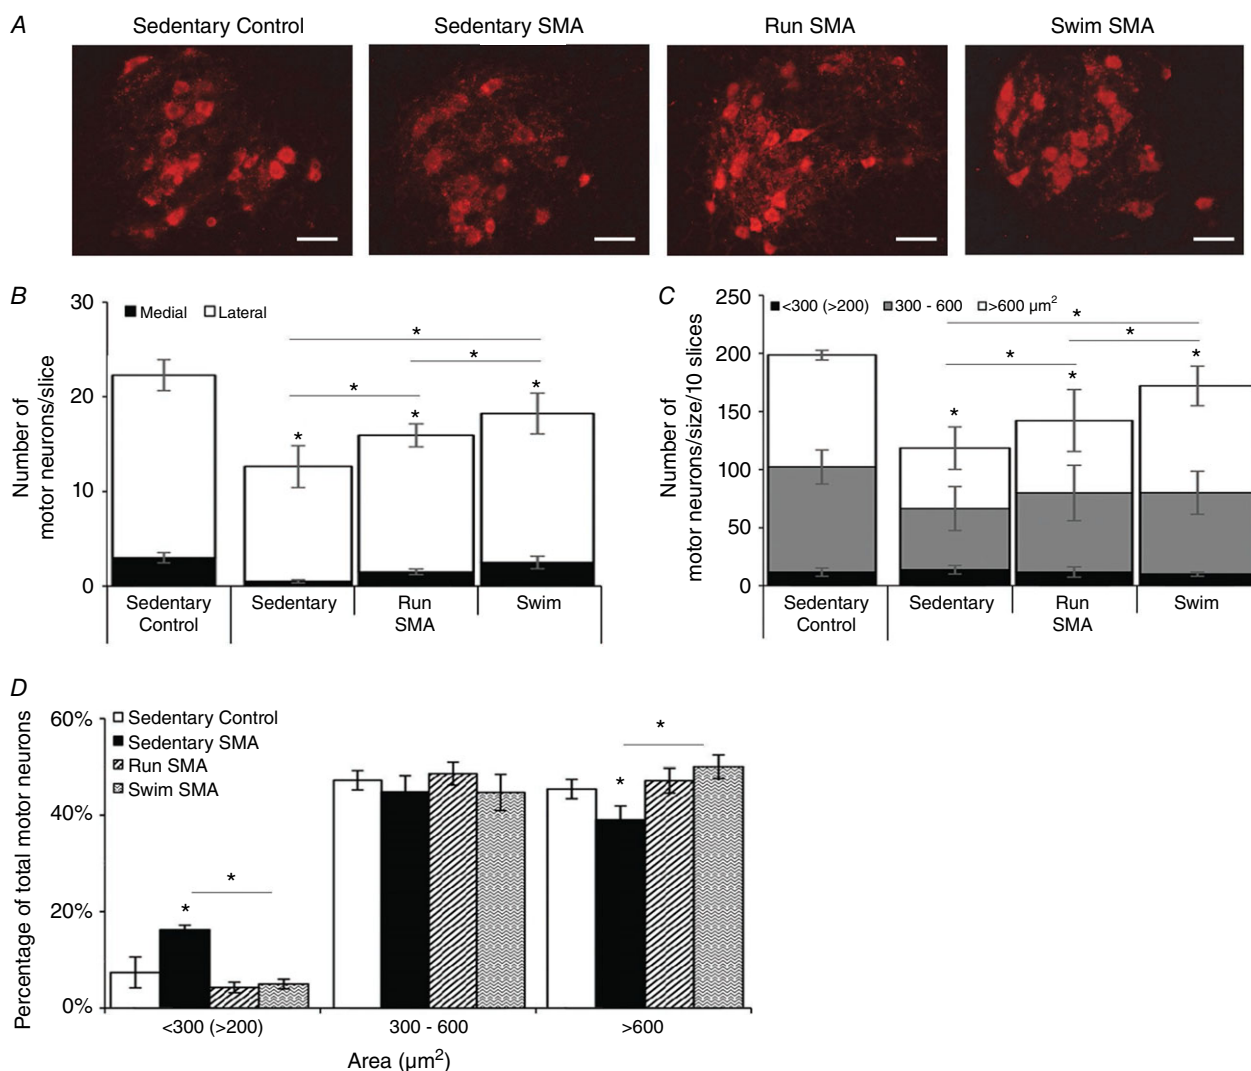 A
Sedentary Control
Sedentary SMA
Run SMA
Swim SMA
B
Number of
motor neurons/slice
30
20
10
0
Medial
Lateral
*
*
*
*
*
*
Sedentary
Control
Sedentary
Run
Swim
SMA
C
Number of
motor neurons/size/10 slices
250
200
150
100
50
0
<300 (>200)
300 - 600
>600 µm²
*
*
*
*
*
*
Sedentary
Control
Sedentary
Run
Swim
SMA
D
Percentage of total motor neurons
60%
40%
20%
0%
Sedentary Control
Sedentary SMA
Run SMA
Swim SMA
*
*
*
*
<300 (>200)
300 - 600
>600
Area (µm²)